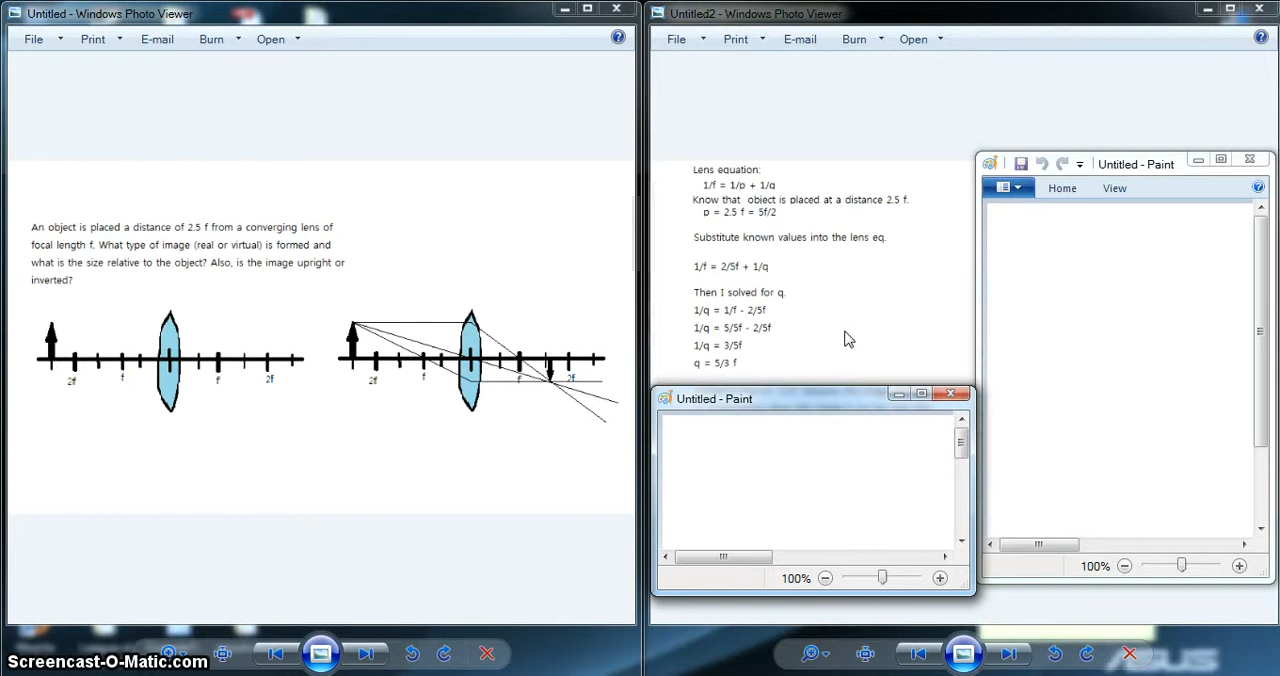 Untitled - Windows Photo Viewer
File Print E-mail Burn Open
An object is placed a distance of 2.5 f from a converging lens of
focal length f. What type of image (real or virtual) is formed and
what is the size relative to the object? Also, is the image upright or
inverted?
2f f f 2f
2f f f 2f
Untitled2 - Windows Photo Viewer
File Print E-mail Burn Open
Lens equation:
1/f = 1/p + 1/q
Know that object is placed at a distance 2.5 f.
p = 2.5 f = 5f/2
Substitute known values into the lens eq.
1/f = 2/5f + 1/q
Then I solved for q.
1/q = 1/f - 2/5f
1/q = 5/5f - 2/5f
1/q = 3/5f
q = 5/3 f
Untitled - Paint
100%
Untitled - Paint
Home View
100%
Screencast-O-Matic.com
ASUS